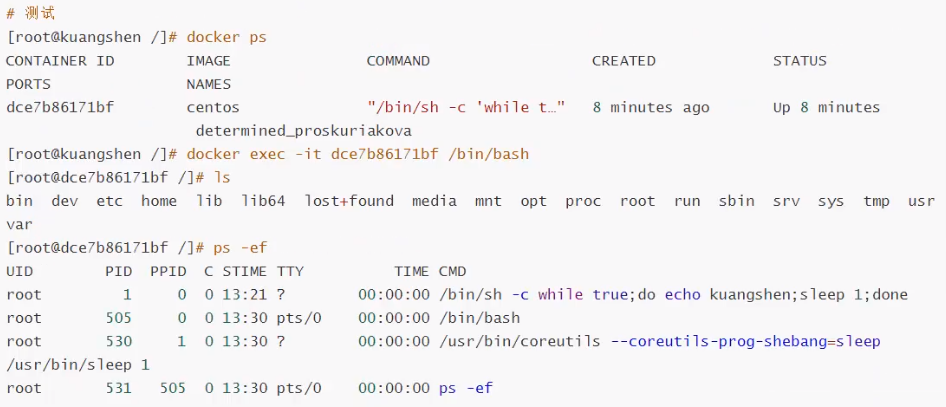 # 测试
[root@kuangshen /]# docker ps
CONTAINER ID        IMAGE               COMMAND                  CREATED             STATUS
PORTS               NAMES
dce7b86171bf        centos              "/bin/sh -c 'while t…"   8 minutes ago       Up 8 minutes
                    determined_proskuriakova
[root@kuangshen /]# docker exec -it dce7b86171bf /bin/bash
[root@dce7b86171bf /]# ls
bin  dev  etc  home  lib  lib64  lost+found  media  mnt  opt  proc  root  run  sbin  srv  sys  tmp  usr
var
[root@dce7b86171bf /]# ps -ef
UID        PID  PPID  C STIME TTY          TIME CMD
root         1     0  0 13:21 ?        00:00:00 /bin/sh -c while true;do echo kuangshen;sleep 1;done
root       505     0  0 13:30 pts/0    00:00:00 /bin/bash
root       530     1  0 13:30 ?        00:00:00 /usr/bin/coreutils --coreutils-prog-shebang=sleep
/usr/bin/sleep 1
root       531   505  0 13:30 pts/0    00:00:00 ps -ef